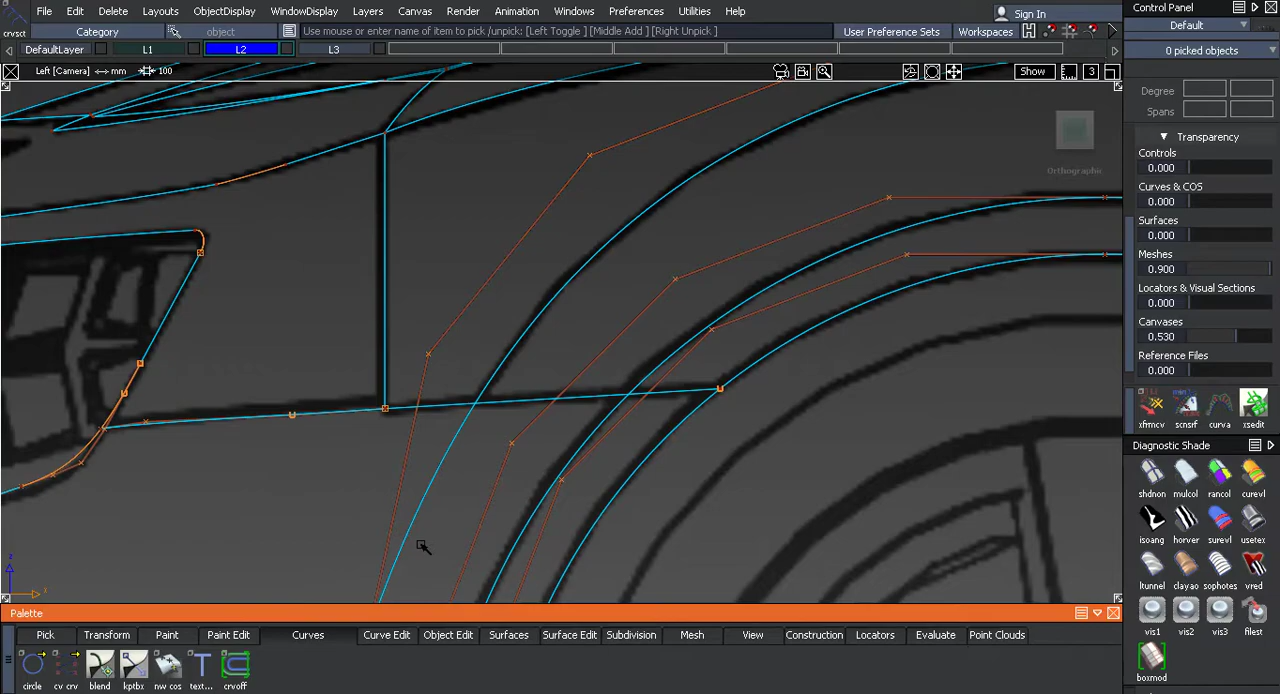 File Edit Delete Layouts ObjectDisplay WindowDisplay Layers Canvas Render Animation Windows Preferences Utilities Help
Sign In
Control Panel
Default
crvsct Category object Use mouse or enter name of item to pick /unpick: [Left Toggle ] [Middle Add ] [Right Unpick ] User Preference Sets Workspaces
DefaultLayer L1 L2 L3
0 picked objects
Left [Camera] mm 100 Show 3
Degree
Spans
Transparency
Controls
0.000
Curves & COS
0.000
Surfaces
0.000
Meshes
0.900
Locators & Visual Sections
0.000
Canvases
0.530
Reference Files
0.000
Orthographic
xfrmcv scnsrf curva xsedit
Diagnostic Shade
shdnon mulcol rancol curevl
isoang horver surevl usetex
ltunnel clayao sophotes vred
vis1 vis2 vis3 filest
boxmod
z
Palette
Pick Transform Paint Paint Edit Curves Curve Edit Object Edit Surfaces Surface Edit Subdivision Mesh View Construction Locators Evaluate Point Clouds
circle cv crv blend kptbx nw cos text... crvoff